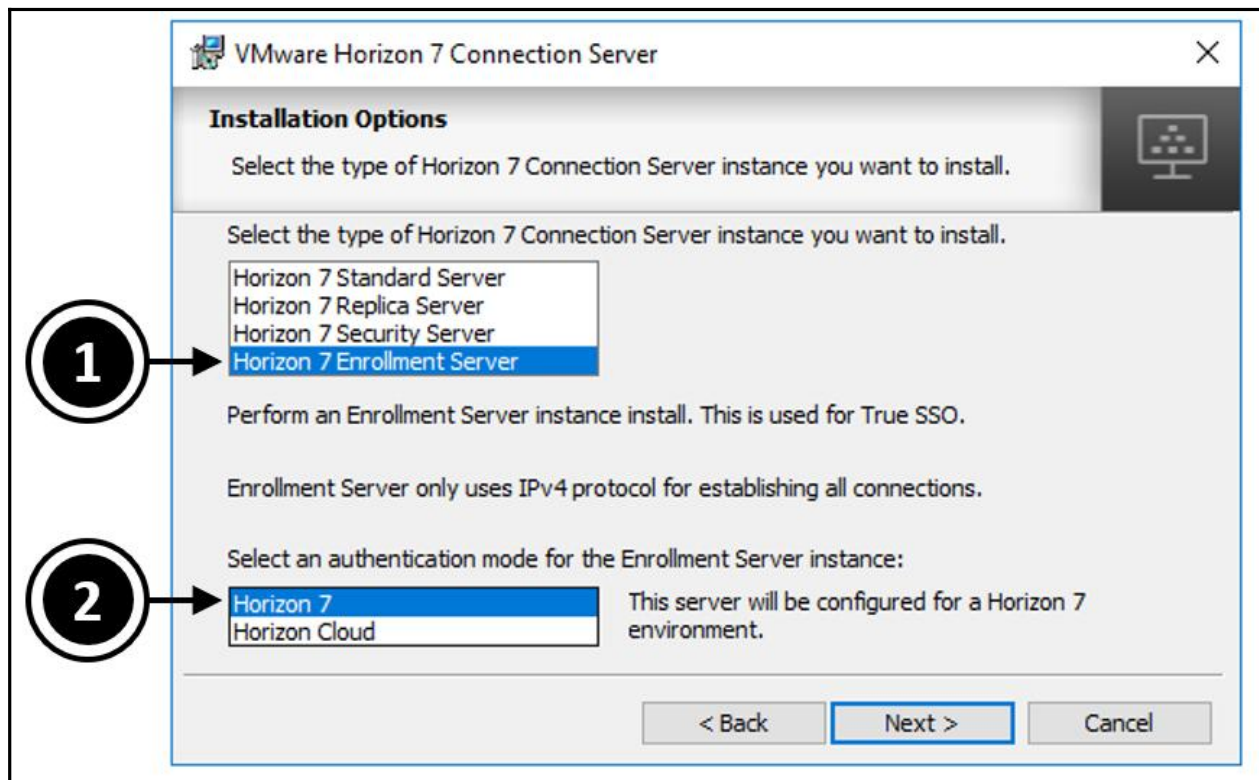 VMware Horizon 7 Connection Server
Installation Options
Select the type of Horizon 7 Connection Server instance you want to install.
Select the type of Horizon 7 Connection Server instance you want to install.
Horizon 7 Standard Server
Horizon 7 Replica Server
Horizon 7 Security Server
1
Horizon 7 Enrollment Server
Perform an Enrollment Server instance install. This is used for True SSO.
Enrollment Server only uses IPv4 protocol for establishing all connections.
Select an authentication mode for the Enrollment Server instance:
2
Horizon 7
Horizon Cloud
This server will be configured for a Horizon 7
environment.
< Back
Next >
Cancel